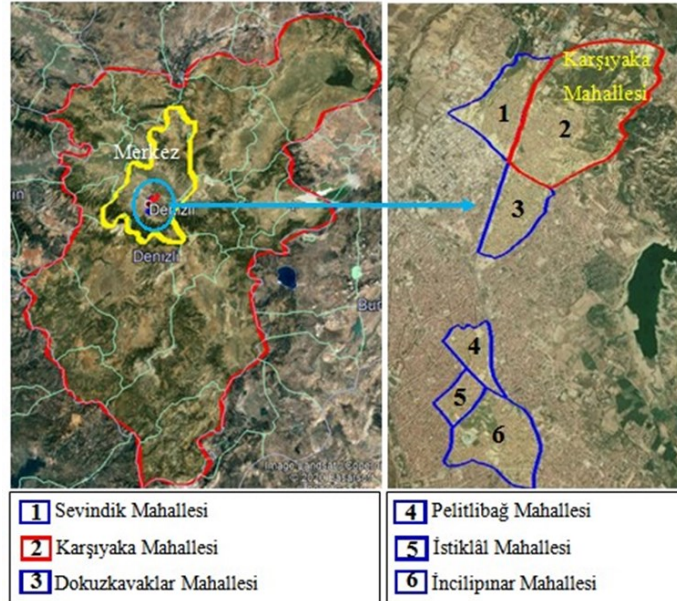 Merkez
Denizli
Denizli
Karşıyaka
Mahallesi
1
2
3
4
5
6
1 Sevindik Mahallesi
2 Karşıyaka Mahallesi
3 Dokuzkavaklar Mahallesi
4 Pelitlibağ Mahallesi
5 İstiklâl Mahallesi
6 İncilipınar Mahallesi